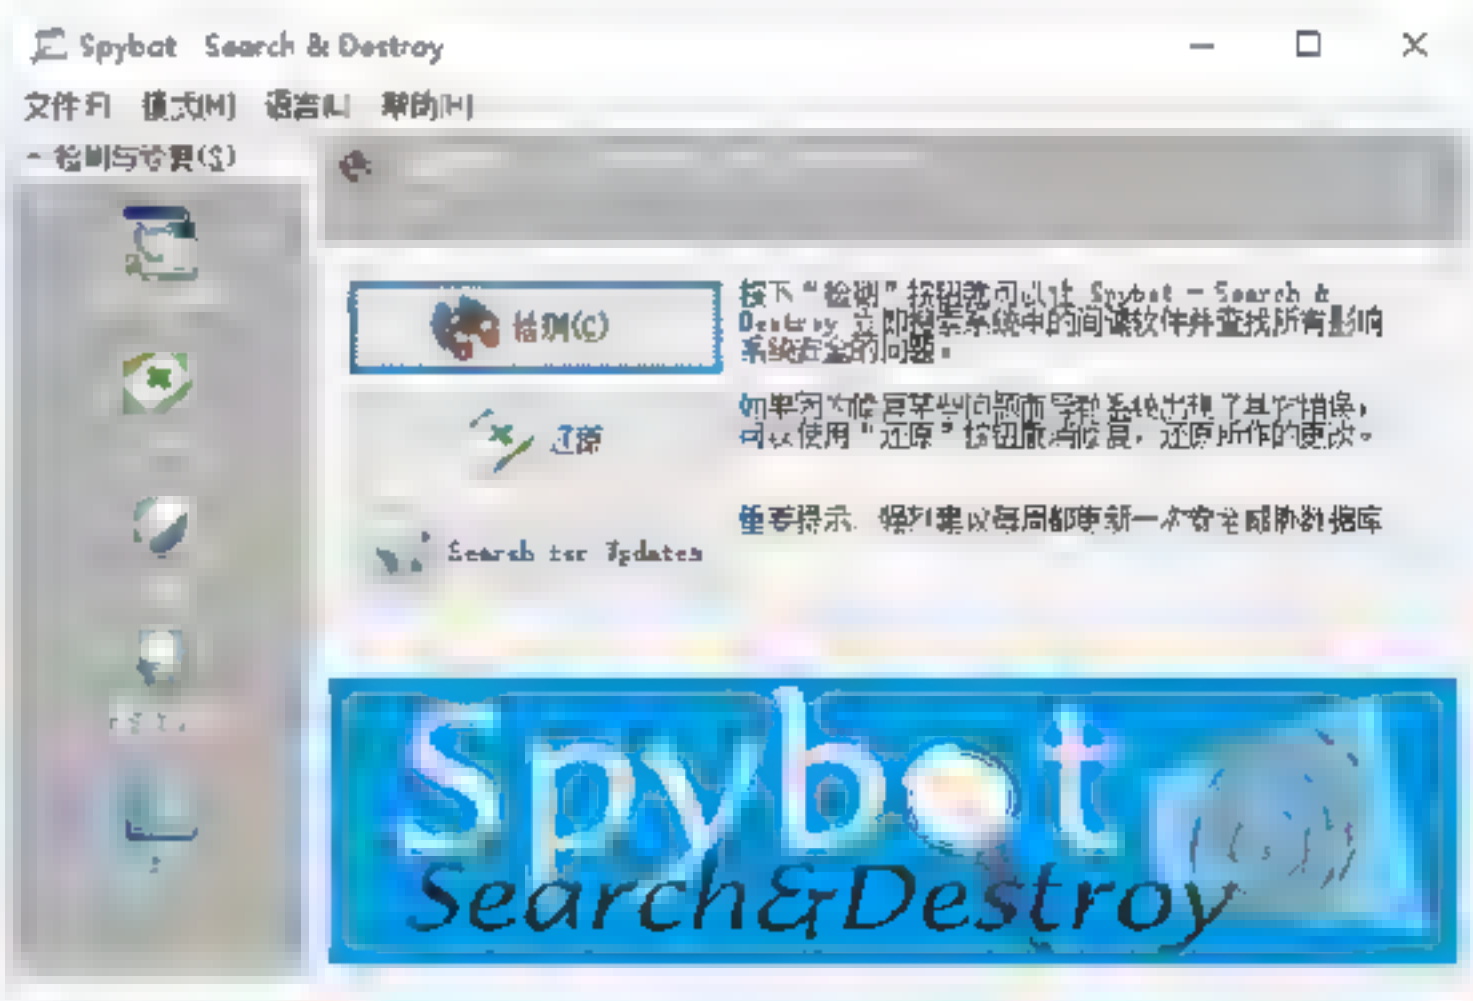 Spybot Search & Destroy
文件(F) 模式(M) 语言(L) 帮助(H)
检测与修复(S)
检测(C)
按下“检测”按钮就可以让 Spybot - Search &
Destroy 立即搜索系统中的间谍软件并查找所有影响
系统安全的问题。
还原
如果因为修复某些问题而导致系统出现了其他错误，
可以使用“还原”按钮取消修复，还原所作的更改。
Search for Updates
重要提示 强烈建议每周都更新一次安全威胁数据库
Spybot
Search&Destroy